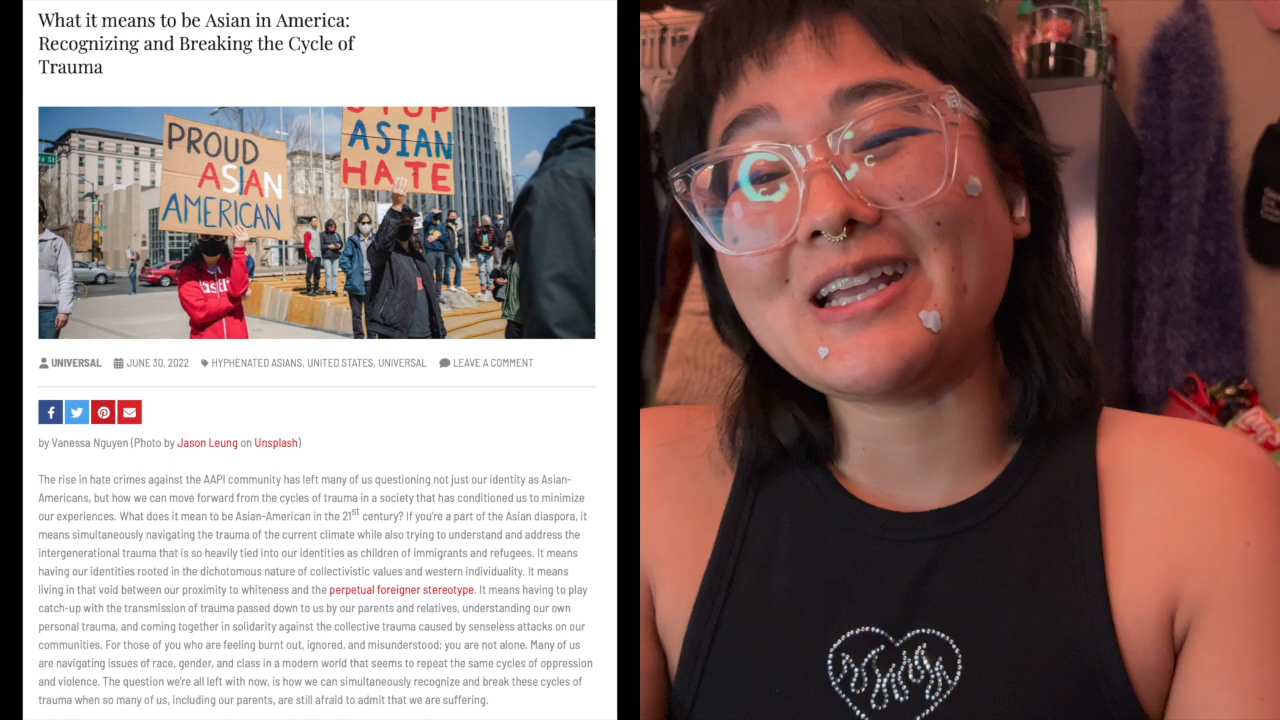 What it means to be Asian in America:
Recognizing and Breaking the Cycle of
Trauma
PROUD
ASIAN
AMERICAN
STOP
ASIAN
HATE
UNIVERSAL JUNE 30, 2022 HYPHENATED ASIANS, UNITED STATES, UNIVERSAL LEAVE A COMMENT
by Vanessa Nguyen (Photo by Jason Leung on Unsplash)
The rise in hate crimes against the AAPI community has left many of us questioning not just our identity as Asian-
Americans, but how we can move forward from the cycles of trauma in a society that has conditioned us to minimize
our experiences. What does it mean to be Asian-American in the 21st century? If you're a part of the Asian diaspora, it
means simultaneously navigating the trauma of the current climate while also trying to understand and address the
intergenerational trauma that is so heavily tied into our identities as children of immigrants and refugees. It means
having our identities rooted in the dichotomous nature of collectivistic values and western individuality. It means
living in that void between our proximity to whiteness and the perpetual foreigner stereotype. It means having to play
catch-up with the transmission of trauma passed down to us by our parents and relatives, understanding our own
personal trauma, and coming together in solidarity against the collective trauma caused by senseless attacks on our
communities. For those of you who are feeling burnt out, ignored, and misunderstood; you are not alone. Many of us
are navigating issues of race, gender, and class in a modern world that seems to repeat the same cycles of oppression
and violence. The question we're all left with now, is how we can simultaneously recognize and break these cycles of
trauma when so many of us, including our parents, are still afraid to admit that we are suffering.